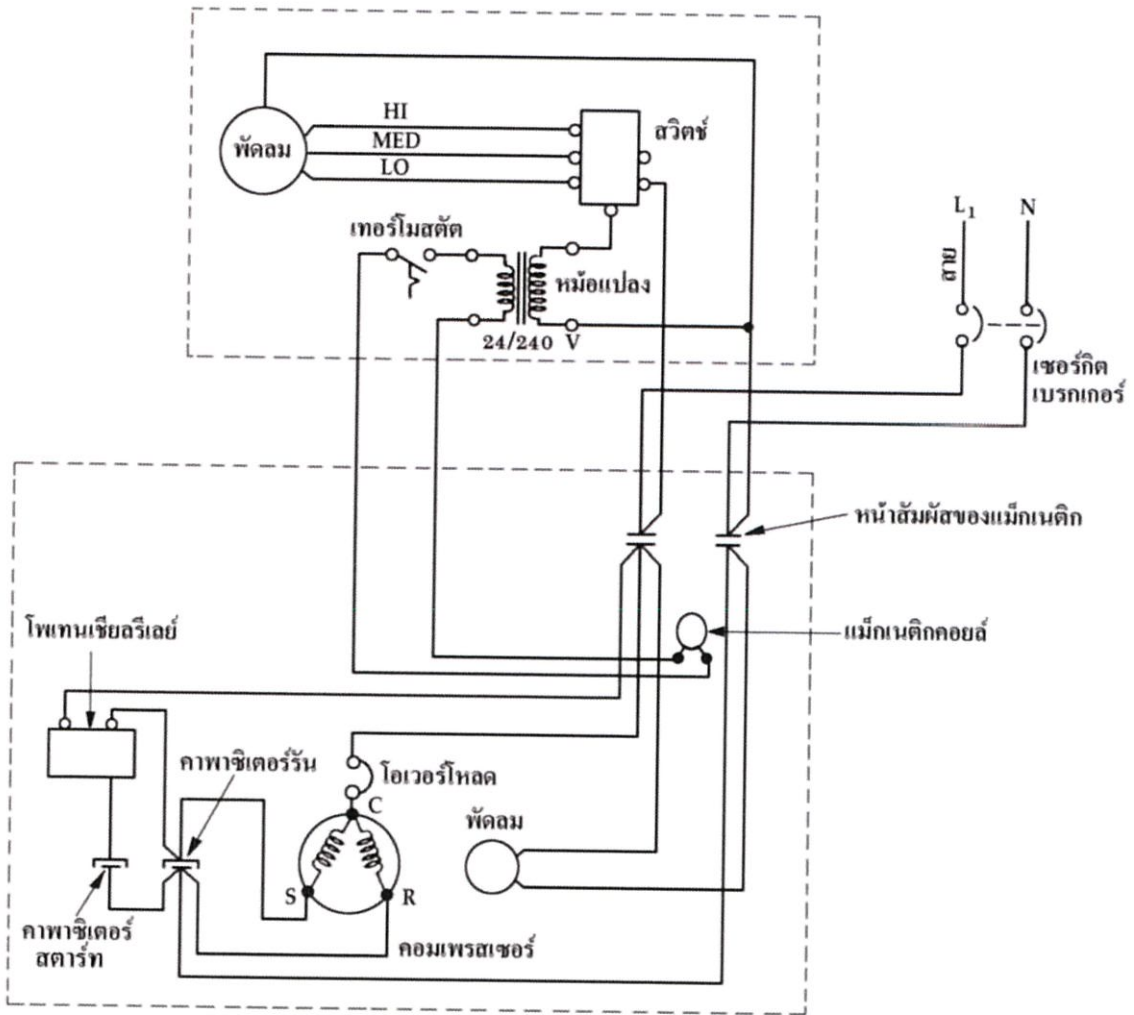 HI
MED
LO
พัดลม
สวิตช์
เทอร์โมสตัต
หม้อแปลง
24/240 V
L₁
N
สาย
เซอร์กิต
เบรกเกอร์
หน้าสัมผัสของแม็กเนติก
แม็กเนติกคอยล์
โพเทนเชียลรีเลย์
คาพาซิเตอร์รัน
โอเวอร์โหลด
C
พัดลม
S
R
คาพาซิเตอร์
สตาร์ท
คอมเพรสเซอร์